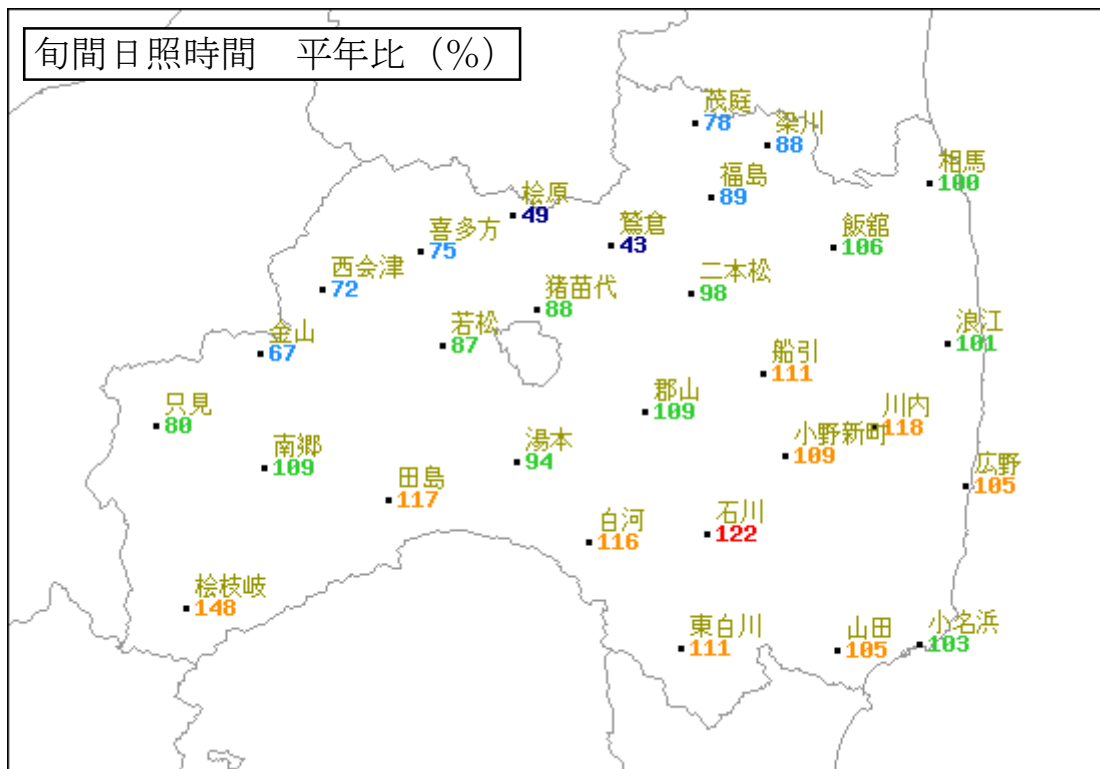 旬間日照時間　平年比（%）
茂庭
78
梁川
88
相馬
100
福島
89
桧原
49
鷲倉
43
喜多方
75
飯舘
106
西会津
72
猪苗代
88
二本松
98
金山
67
若松
87
浪江
101
船引
111
只見
80
郡山
109
川内
118
南郷
109
湯本
94
小野新町
109
広野
105
田島
117
白河
116
石川
122
桧枝岐
148
東白川
111
山田
105
小名浜
103